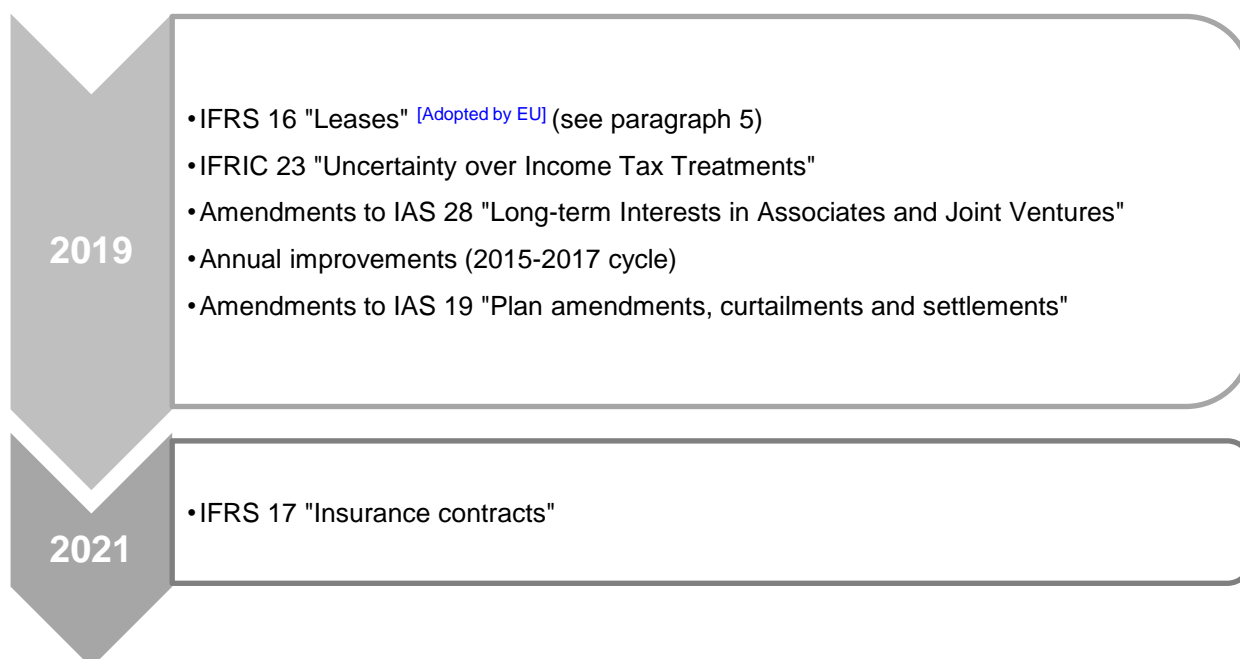 2019
•IFRS 16 "Leases" [Adopted by EU] (see paragraph 5)
•IFRIC 23 "Uncertainty over Income Tax Treatments"
•Amendments to IAS 28 "Long-term Interests in Associates and Joint Ventures"
•Annual improvements (2015-2017 cycle)
•Amendments to IAS 19 "Plan amendments, curtailments and settlements"
2021
•IFRS 17 "Insurance contracts"